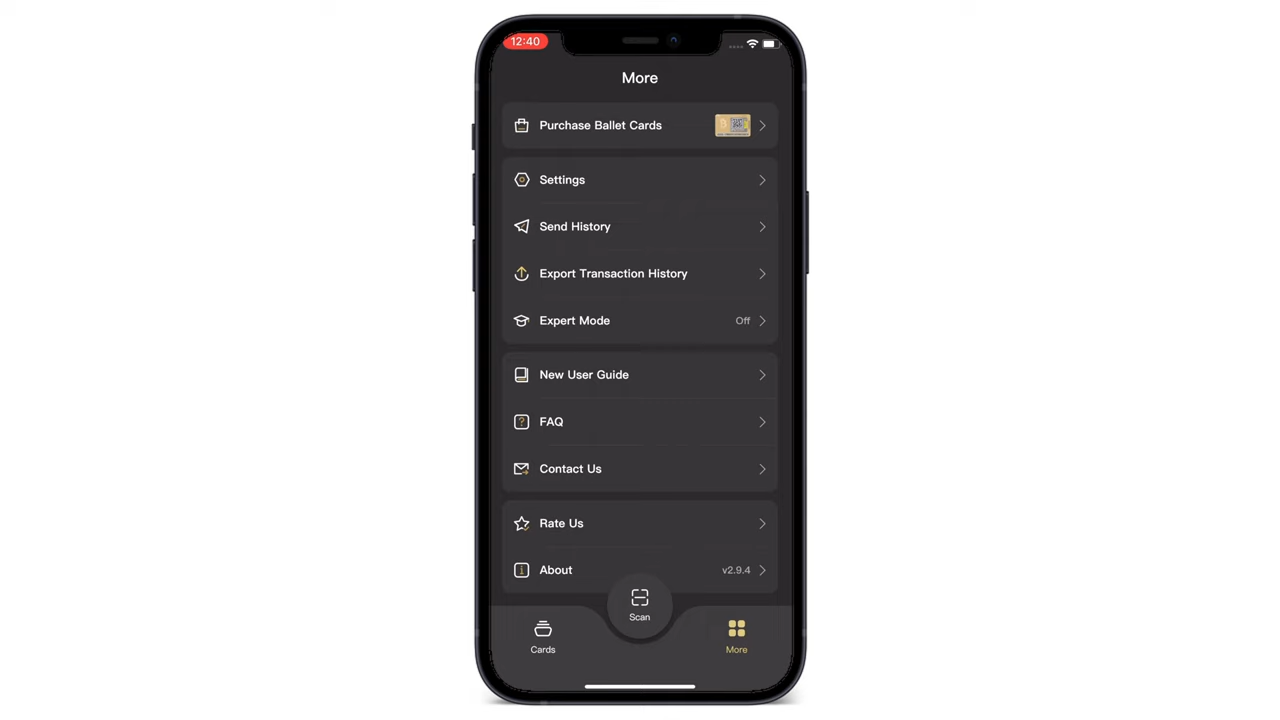 12:40
More
Purchase Ballet Cards
Settings
Send History
Export Transaction History
Expert Mode Off
New User Guide
FAQ
Contact Us
Rate Us
About v2.9.4
Scan
Cards
More